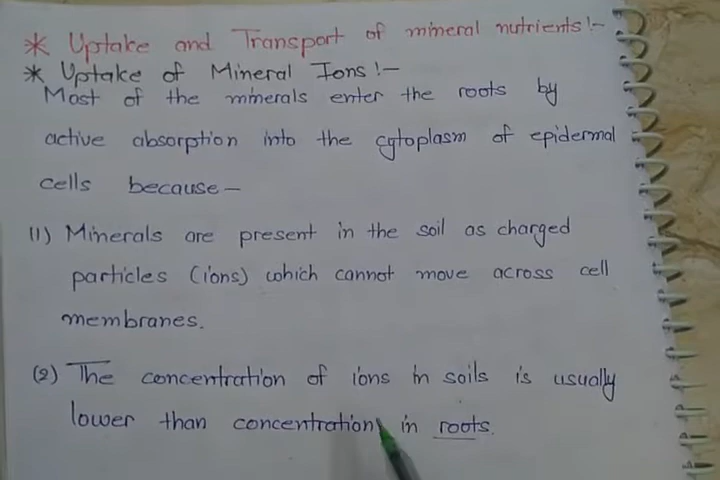 * Uptake and Transport of mineral nutrients!-
* Uptake of Mineral Ions!-
Most of the minerals enter the roots by
active absorption into the cytoplasm of epidermal
cells because-
(1) Minerals are present in the soil as charged
particles (ions) which cannot move across cell
membranes.
(2) The concentration of ions in soils is usually
lower than concentration in roots.